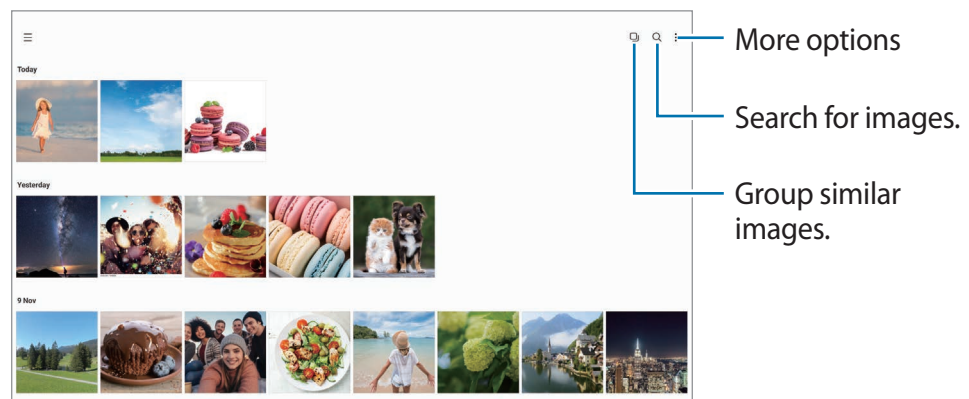 More options
Today
Search for images.
Yesterday
Group similar
images.
9 Nov